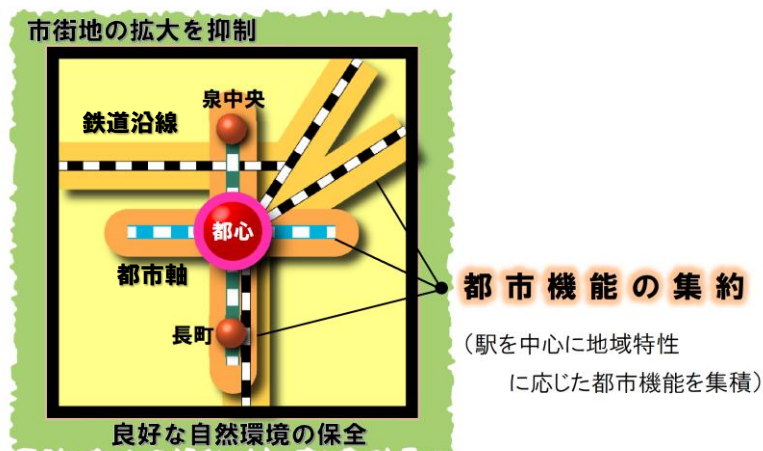 市街地の拡大を抑制
泉中央
鉄道沿線
都心
都市軸
長町
良好な自然環境の保全
都市機能の集約
（駅を中心に地域特性
に応じた都市機能を集積）